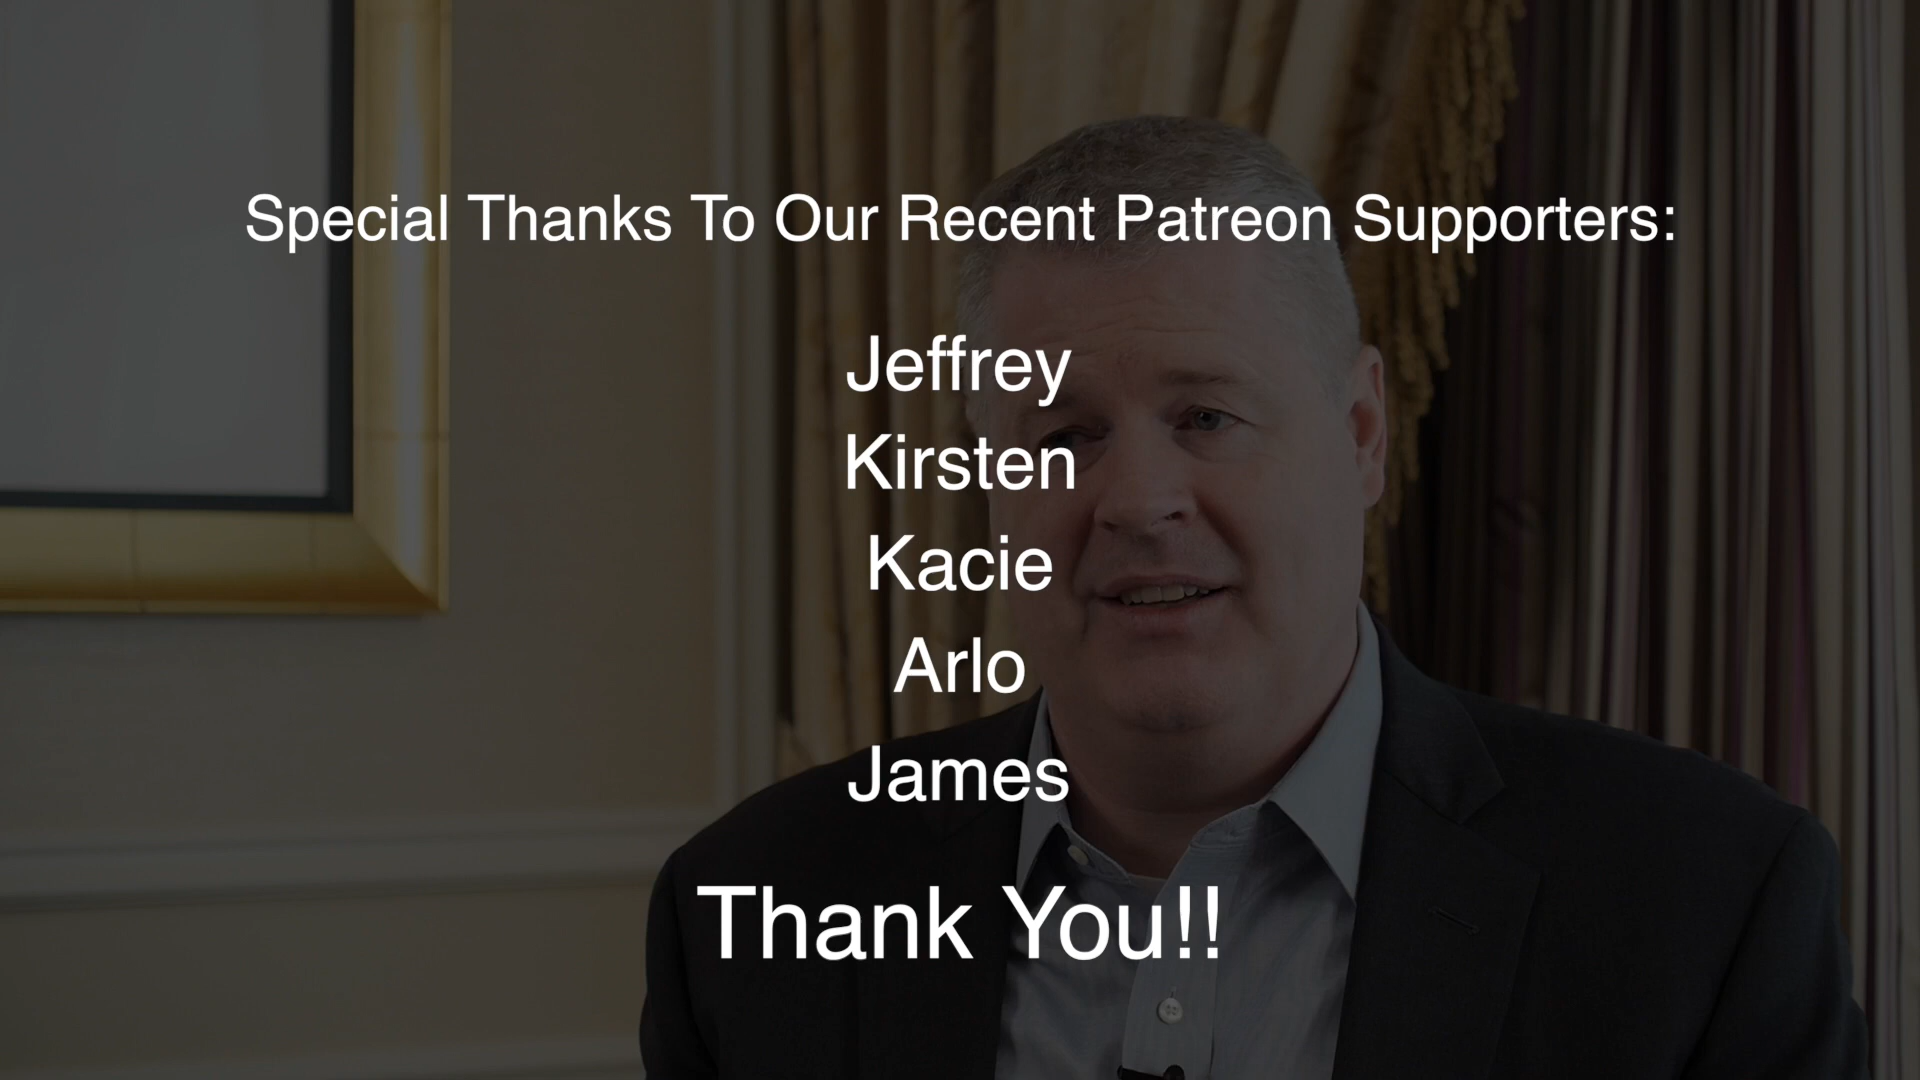 Special Thanks To Our Recent Patreon Supporters:
Jeffrey
Kirsten
Kacie
Arlo
James
Thank You!!